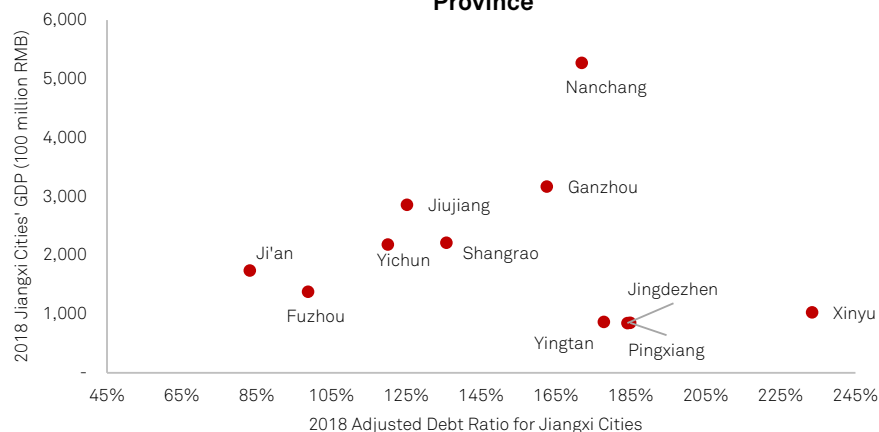 Province
2018 Jiangxi Cities' GDP (100 million RMB)
6,000
5,000
4,000
3,000
2,000
1,000
-
Nanchang
Ganzhou
Jiujiang
Ji'an
Yichun
Shangrao
Fuzhou
Jingdezhen
Xinyu
Yingtan
Pingxiang
45% 65% 85% 105% 125% 145% 165% 185% 205% 225% 245%
2018 Adjusted Debt Ratio for Jiangxi Cities